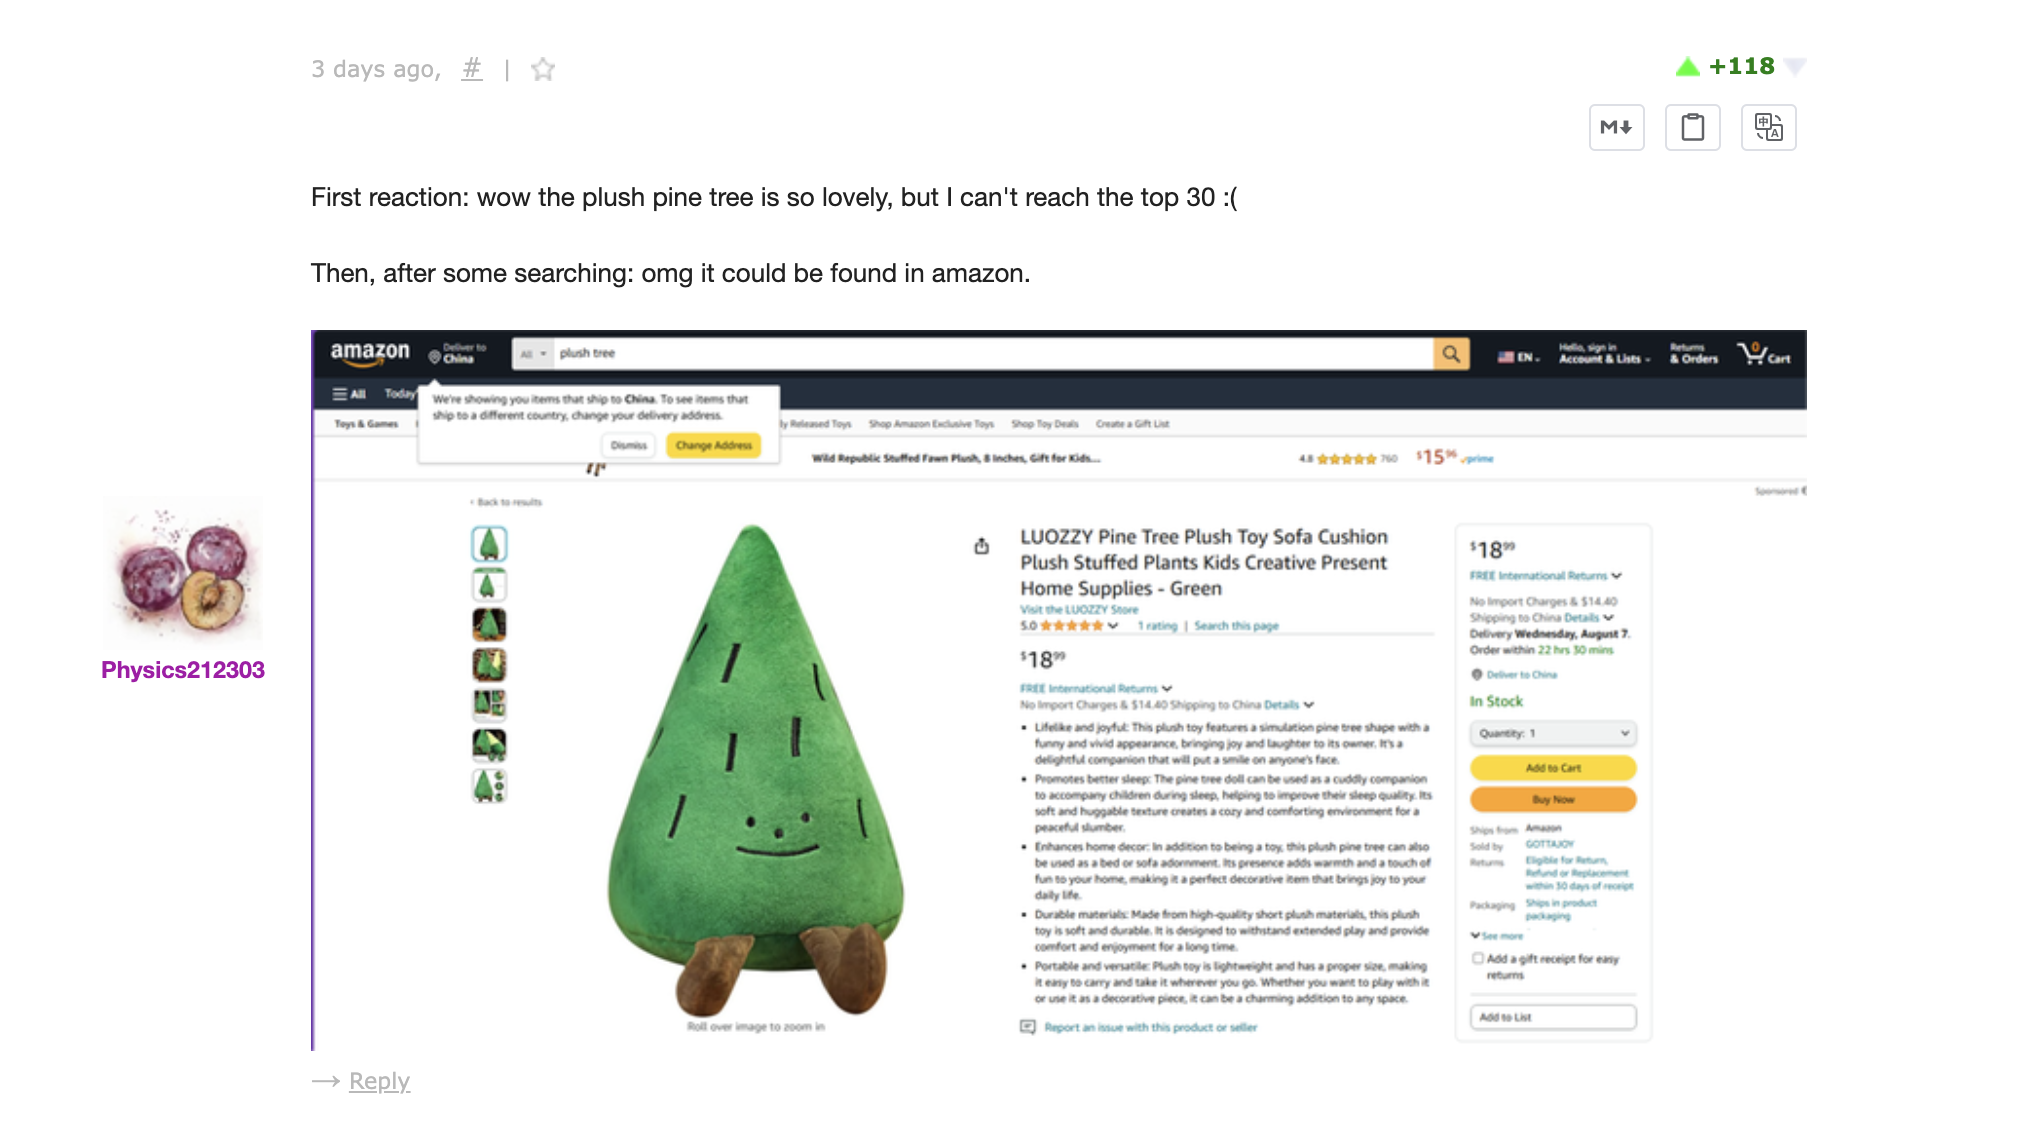 3 days ago, # |
+118
M
中 A
First reaction: wow the plush pine tree is so lovely, but I can't reach the top 30 :(
Then, after some searching: omg it could be found in amazon.
amazon
Deliver to
China
All
plush tree
EN
Hello, sign in
Account & Lists
Returns
& Orders
0
Cart
All
Today
We're showing you items that ship to China. To see items that
ship to a different country, change your delivery address.
Dismiss
Change Address
Toys & Games
ly Released Toys
Shop Amazon Exclusive Toys
Shop Toy Deals
Create a Gift List
Wild Republic Stuffed Fawn Plush, 8 Inches, Gift for Kids...
4.8
760
$15 96
prime
Sponsored
‹ Back to results
LUOZZY Pine Tree Plush Toy Sofa Cushion
Plush Stuffed Plants Kids Creative Present
Home Supplies - Green
Visit the LUOZZY Store
5.0
1 rating | Search this page
$18 99
FREE International Returns
No Import Charges & $14.40 Shipping to China Details
• Lifelike and joyful: This plush toy features a simulation pine tree shape with a
funny and vivid appearance, bringing joy and laughter to its owner. It's a
delightful companion that will put a smile on anyone's face.
• Promotes better sleep: The pine tree doll can be used as a cuddly companion
to accompany children during sleep, helping to improve their sleep quality. Its
soft and huggable texture creates a cozy and comforting environment for a
peaceful slumber.
• Enhances home decor: In addition to being a toy, this plush pine tree can also
be used as a bed or sofa adornment. Its presence adds warmth and a touch of
fun to your home, making it a perfect decorative item that brings joy to your
daily life.
• Durable materials: Made from high-quality short plush materials, this plush
toy is soft and durable. It is designed to withstand extended play and provide
comfort and enjoyment for a long time.
• Portable and versatile: Plush toy is lightweight and has a proper size, making
it easy to carry and take it wherever you go. Whether you want to play with it
or use it as a decorative piece, it can be a charming addition to any space.
Report an issue with this product or seller
Roll over image to zoom in
$18 99
FREE International Returns
No Import Charges & $14.40
Shipping to China Details
Delivery Wednesday, August 7.
Order within 22 hrs 30 mins
Deliver to China
In Stock
Quantity: 1
Add to Cart
Buy Now
Ships from Amazon
Sold by GOTTAJOY
Returns Eligible for Return,
Refund or Replacement
within 30 days of receipt
Packaging Ships in product
packaging
See more
Add a gift receipt for easy
returns
Add to List
Physics212303
→ Reply